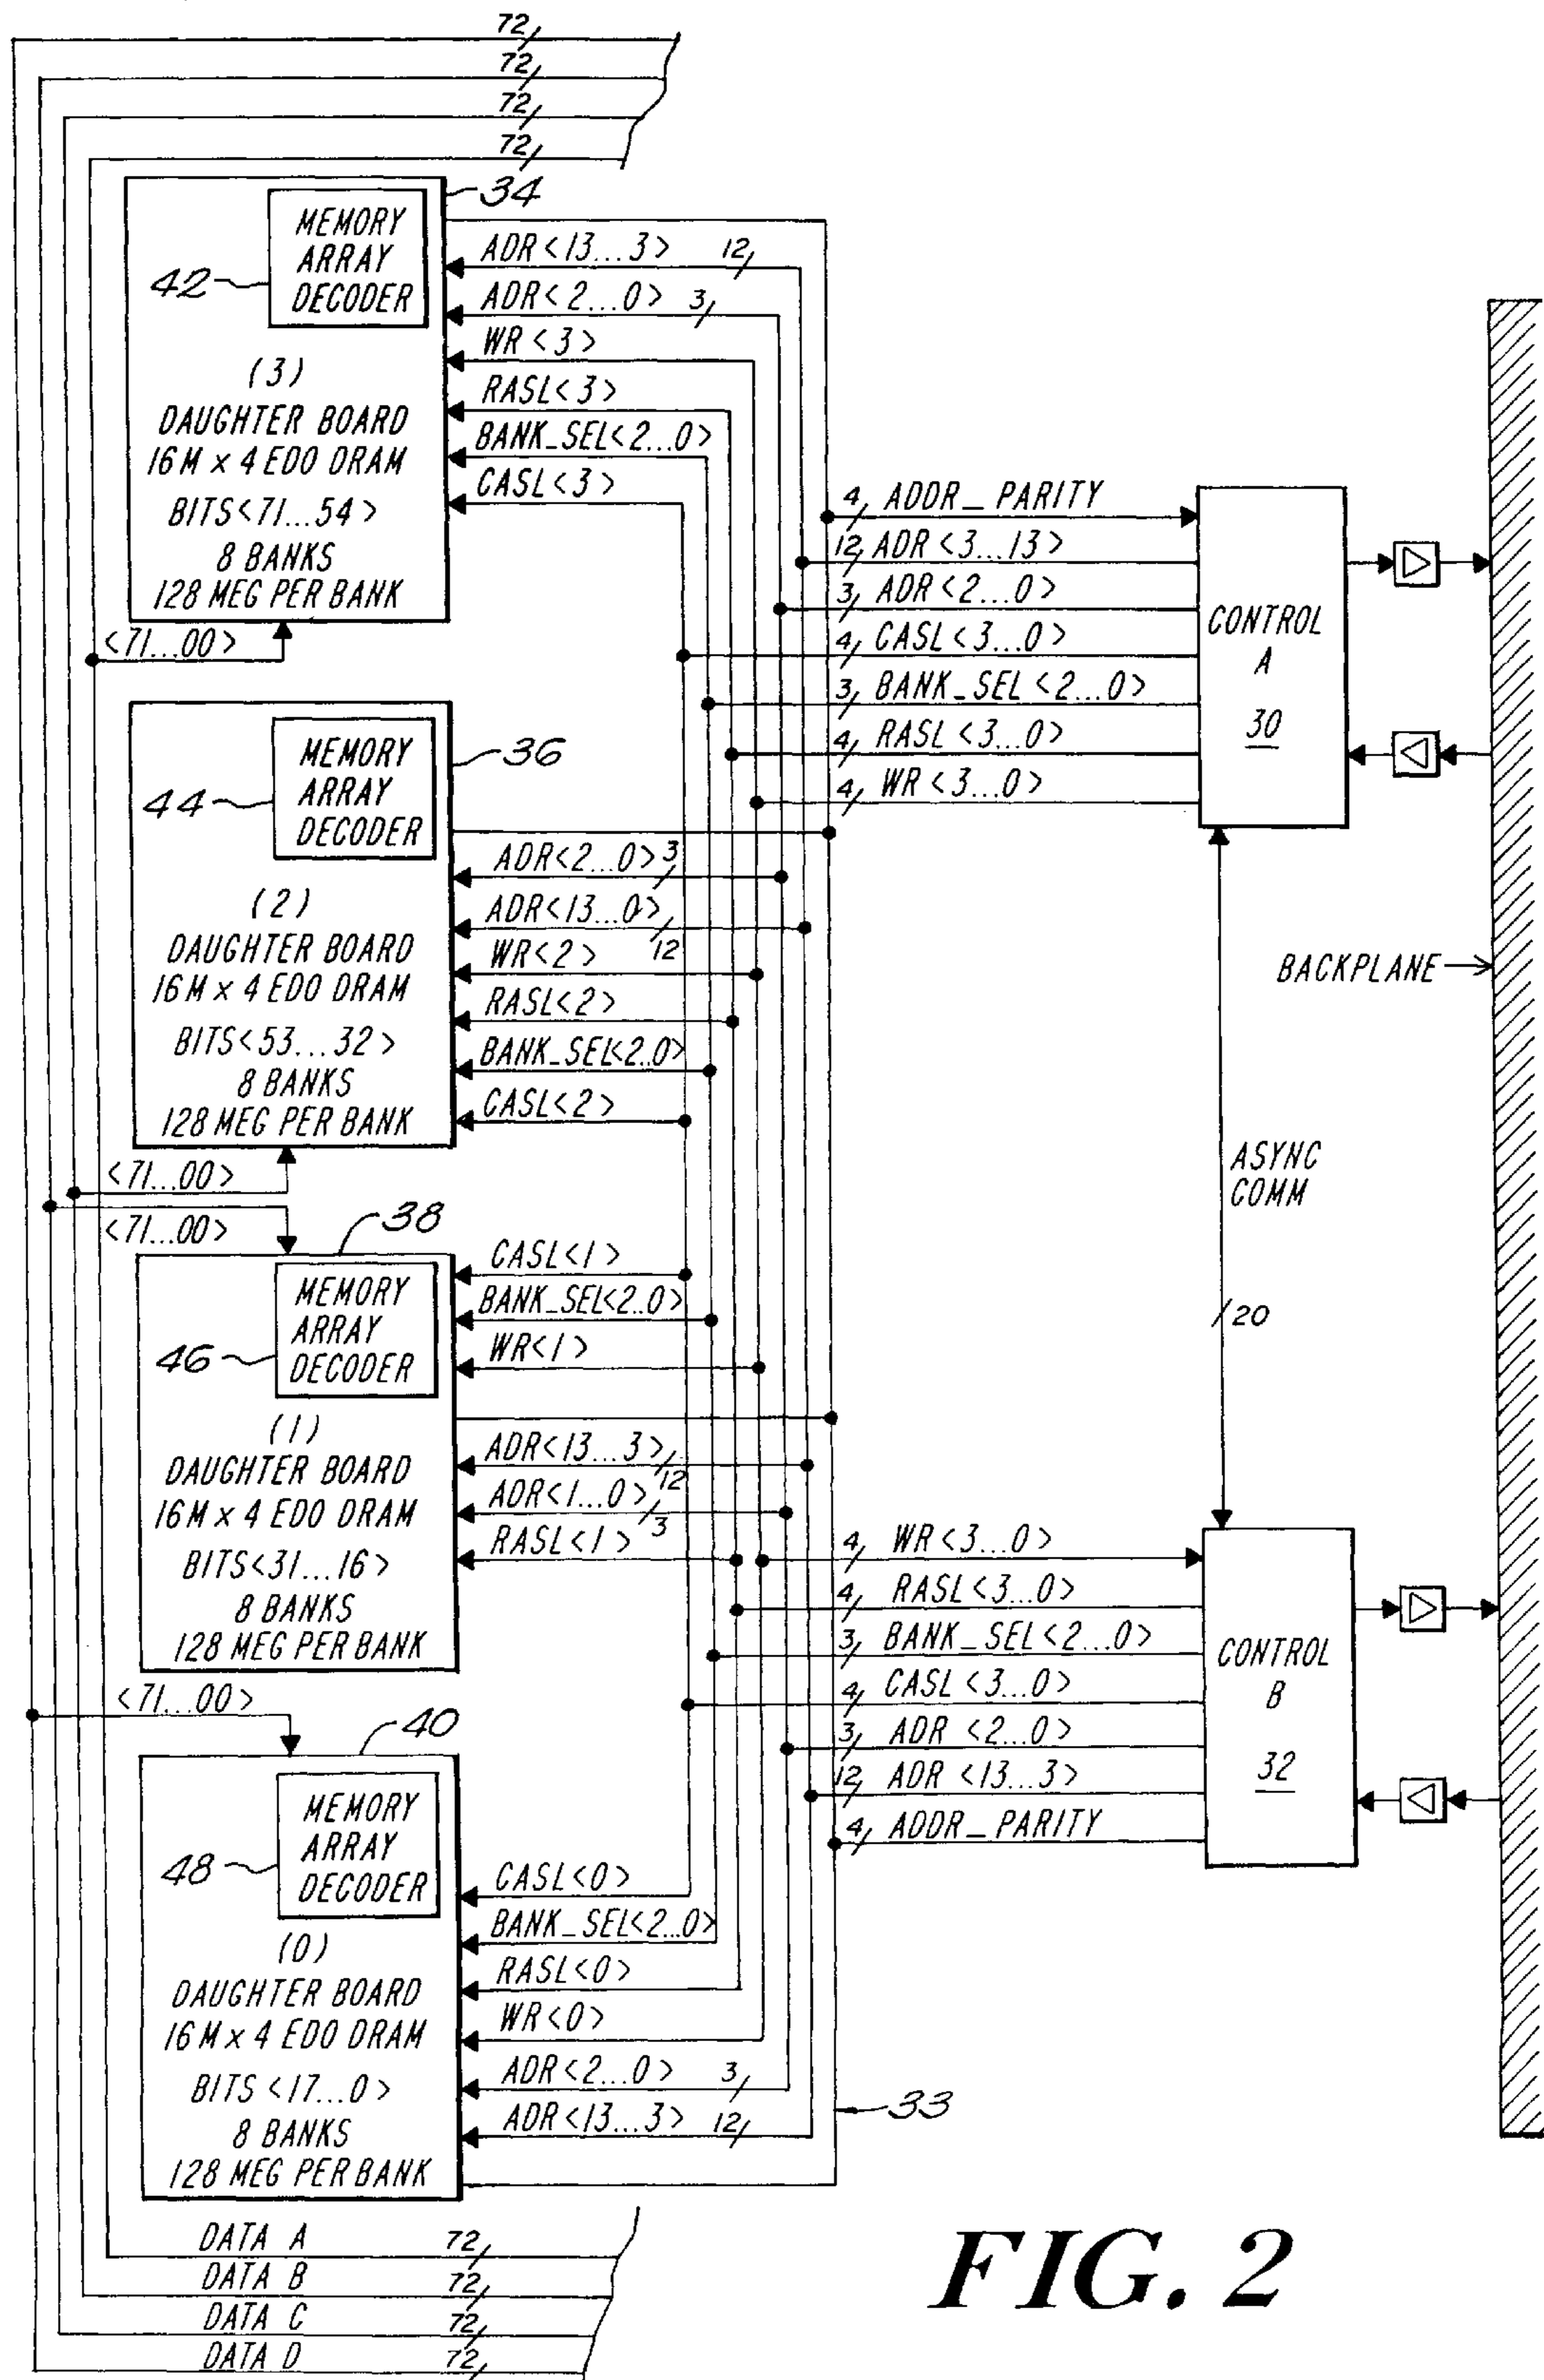 72
72
72
72
34
MEMORY
ARRAY
DECODER
42
(3)
DAUGHTER BOARD
16M x 4 EDO DRAM
BITS<71...54>
8 BANKS
128 MEG PER BANK
<71...00>
ADR<13...3> 12
ADR<2...0> 3
WR<3>
RASL<3>
BANK_SEL<2...0>
CASL<3>
36
MEMORY
ARRAY
DECODER
44
(2)
DAUGHTER BOARD
16M x 4 EDO DRAM
BITS<53...32>
8 BANKS
128 MEG PER BANK
<71...00>
ADR<2...0> 3
ADR<13...0>
12
WR<2>
RASL<2>
BANK_SEL<2..0>
CASL<2>
<71...00>
38
MEMORY
ARRAY
DECODER
46
(1)
DAUGHTER BOARD
16M x 4 EDO DRAM
BITS<31...16>
8 BANKS
128 MEG PER BANK
CASL<1>
BANK_SEL<2..0>
WR<1>
ADR<13...3>
12
ADR<1...0>
3
RASL<1>
<71...00>
40
MEMORY
ARRAY
DECODER
48
(0)
DAUGHTER BOARD
16M x 4 EDO DRAM
BITS <17...0>
8 BANKS
128 MEG PER BANK
CASL<0>
BANK_SEL<2...0>
RASL<0>
WR<0>
ADR<2...0> 3
ADR<13...3> 12
33
4 ADDR_PARITY
12 ADR<3...13>
3 ADR<2...0>
4 CASL<3...0>
3 BANK_SEL<2...0>
4 RASL<3...0>
4 WR<3...0>
CONTROL
A
30
BACKPLANE
ASYNC
COMM
20
4 WR<3...0>
4 RASL<3...0>
3 BANK_SEL<2...0>
4 CASL<3...0>
3 ADR <2...0>
12 ADR <13...3>
4 ADDR_PARITY
CONTROL
B
32
DATA A 72
DATA B 72
DATA C 72
DATA D 72
FIG. 2